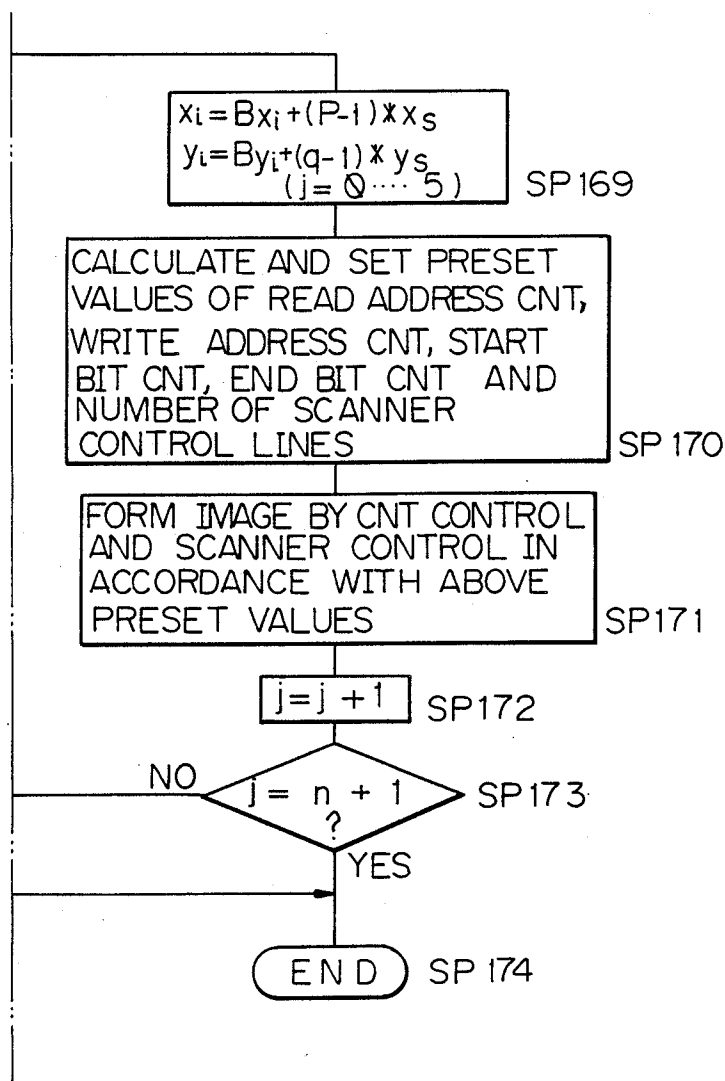 xi=Bxi+(P-1)*xs
yi=Byi+(q-1)*ys
(j=0····5)
SP169
CALCULATE AND SET PRESET
VALUES OF READ ADDRESS CNT,
WRITE ADDRESS CNT, START
BIT CNT, END BIT CNT AND
NUMBER OF SCANNER
CONTROL LINES
SP170
FORM IMAGE BY CNT CONTROL
AND SCANNER CONTROL IN
ACCORDANCE WITH ABOVE
PRESET VALUES
SP171
j=j+1
SP172
NO
j= n + 1
?
SP173
YES
END
SP174